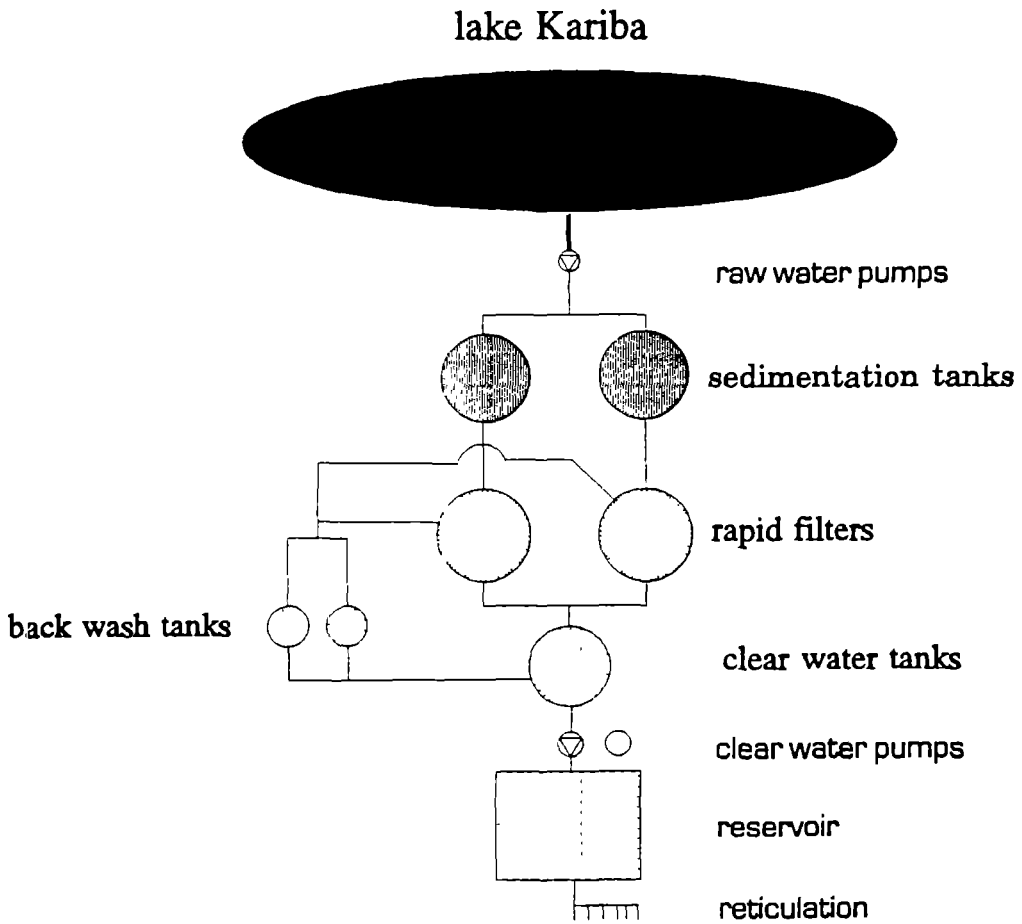 lake Kariba
raw water pumps
sedimentation tanks
rapid filters
back wash tanks
clear water tanks
clear water pumps
reservoir
reticulation